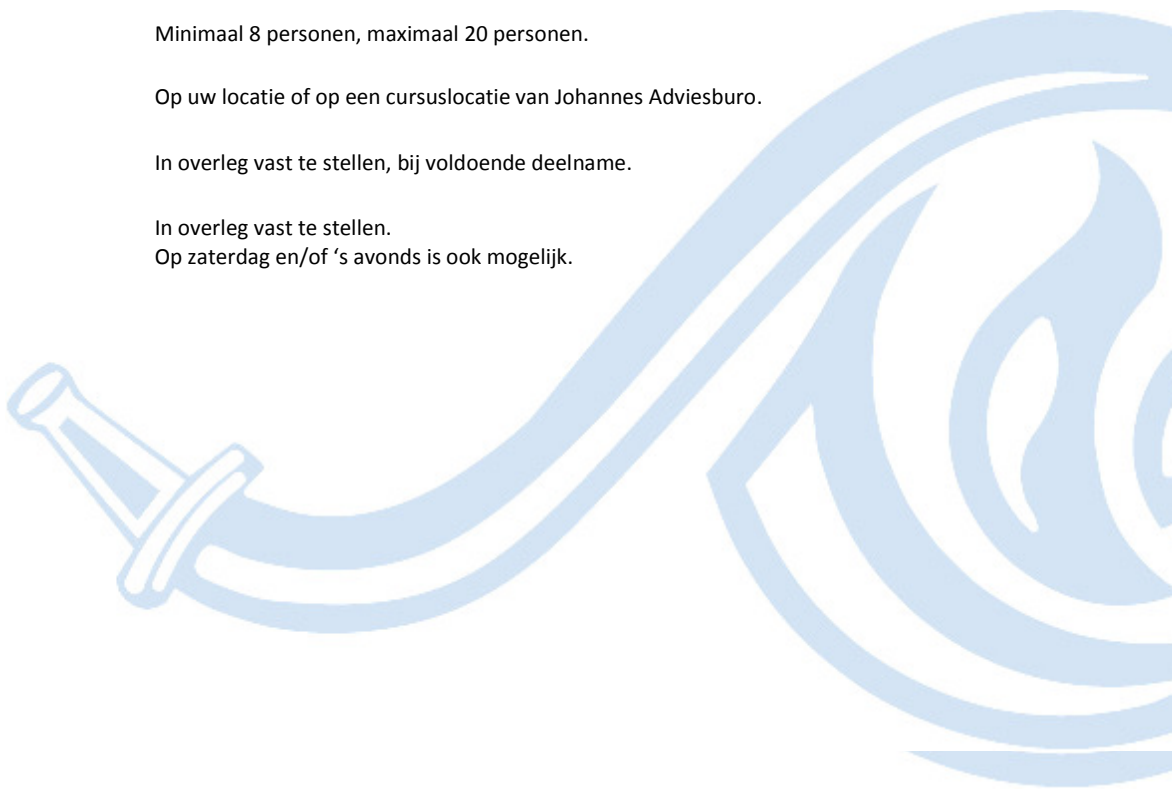 Minimaal 8 personen, maximaal 20 personen.
Op uw locatie of op een cursuslocatie van Johannes Adviesburo.
In overleg vast te stellen, bij voldoende deelname.
In overleg vast te stellen.
Op zaterdag en/of ‘s avonds is ook mogelijk.